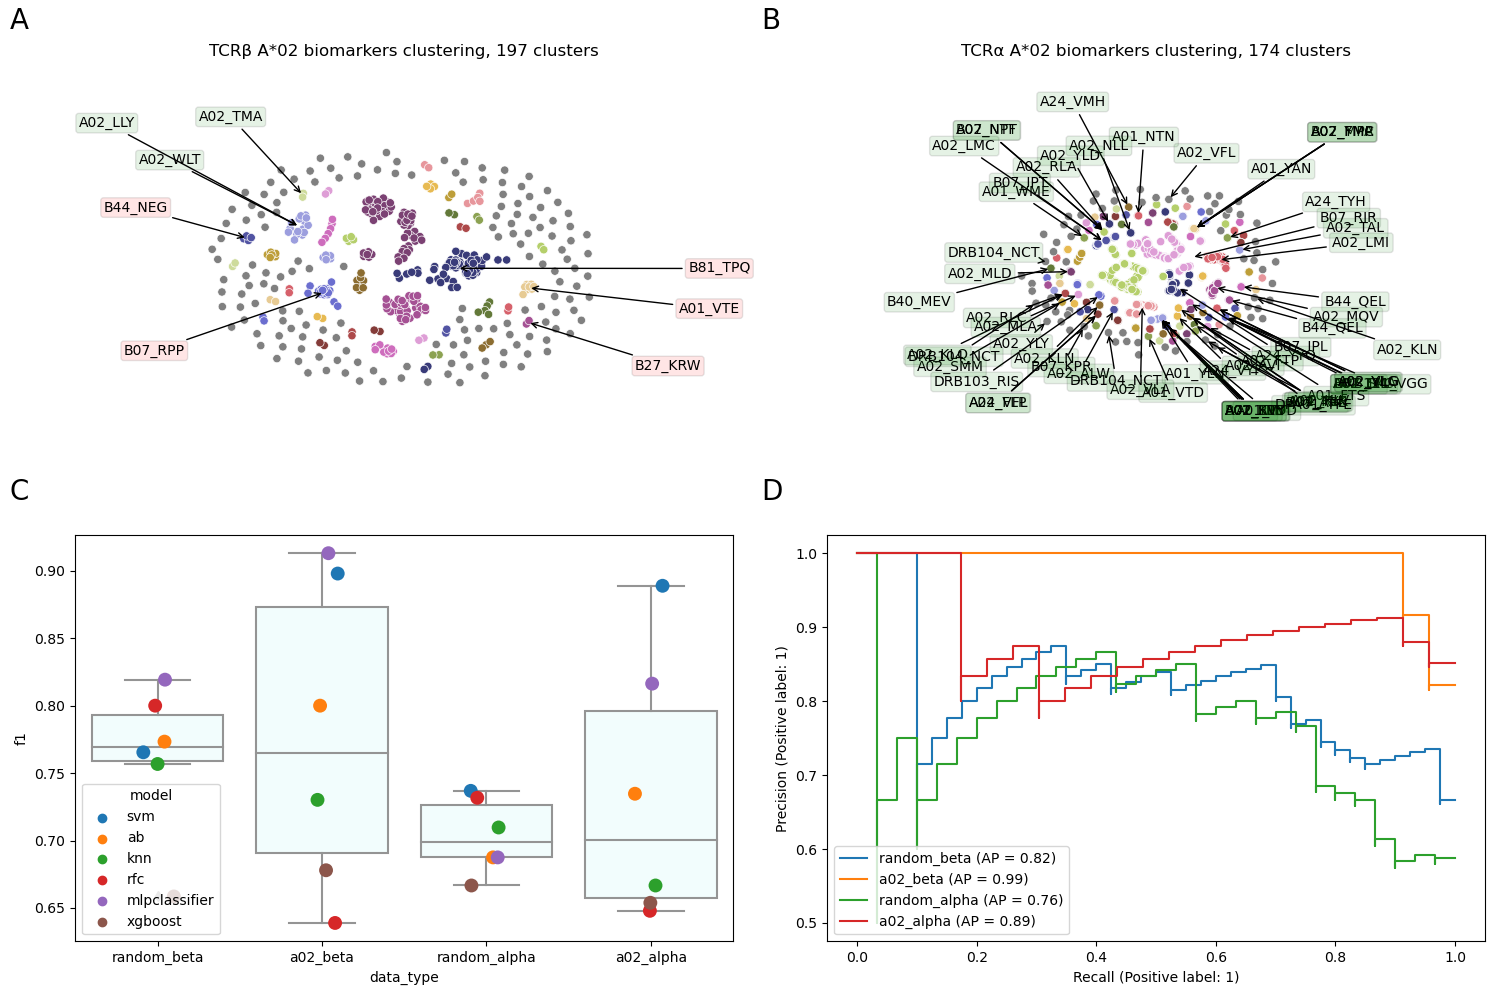 A
TCRβ A*02 biomarkers clustering, 197 clusters
A02_LLY
A02_TMA
A02_WLT
B44_NEG
B81_TPQ
A01_VTE
B07_RPP
B27_KRW
B
TCRα A*02 biomarkers clustering, 174 clusters
A24_VMH
A02_LMC
A02_NLL
A01_NTN
A02_YLD
A02_VFL
A02_RLA
A01_YAN
B07_IPT
A01_WME
A24_TYH
B07_RIR
A02_TAL
A02_LMI
DRB104_NCT
A02_MLD
B40_MEV
B44_QEL
A02_RLC
A02_MQV
A02_MLA
B44_QEL
A02_YLY
B07_IPL
A02_KLN
A02_KLN
A02_SMM
B07_KPR
A02_ALW
DRB103_RIS
DRB104_NCT
A02_VLA
A01_VTD
C
f1
0.90
0.85
0.80
0.75
0.70
0.65
model
svm
ab
knn
rfc
mlpclassifier
xgboost
random_beta
a02_beta
random_alpha
a02_alpha
data_type
D
Precision (Positive label: 1)
1.0
0.9
0.8
0.7
0.6
0.5
random_beta (AP = 0.82)
a02_beta (AP = 0.99)
random_alpha (AP = 0.76)
a02_alpha (AP = 0.89)
0.0
0.2
0.4
0.6
0.8
1.0
Recall (Positive label: 1)